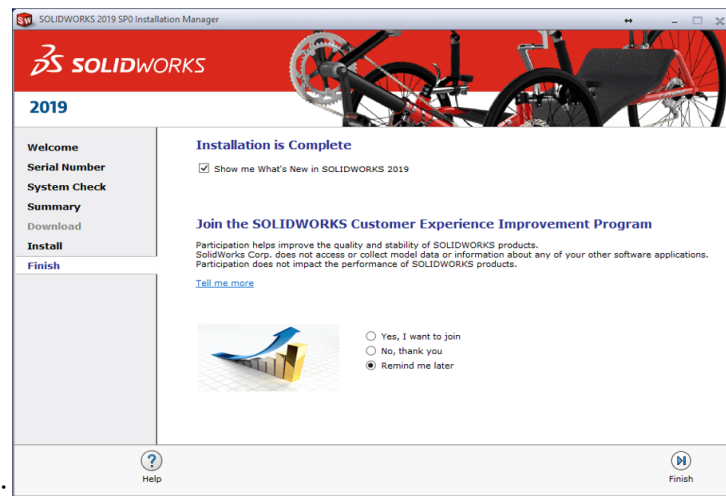 SOLIDWORKS 2019 SP0 Installation Manager
SOLIDWORKS
2019
Welcome
Serial Number
System Check
Summary
Download
Install
Finish
Installation is Complete
Show me What's New in SOLIDWORKS 2019
Join the SOLIDWORKS Customer Experience Improvement Program
Participation helps improve the quality and stability of SOLIDWORKS products.
SolidWorks Corp. does not access or collect model data or information about any of your other software applications.
Participation does not impact the performance of SOLIDWORKS products.
Tell me more
Yes, I want to join
No, thank you
Remind me later
Help
Finish